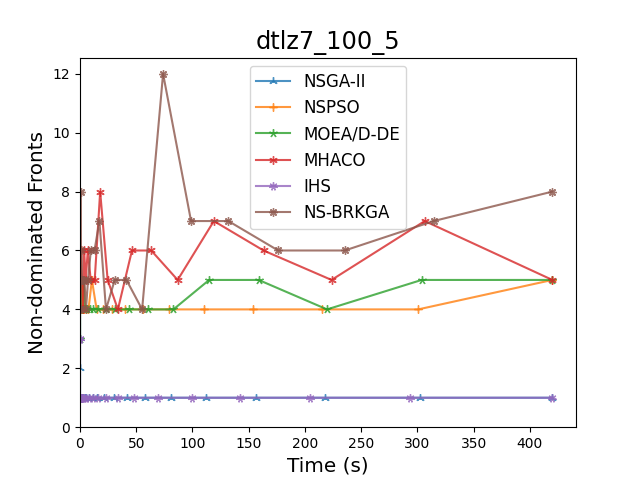 dtlz7_100_5
NSGA-II
NSPSO
MOEA/D-DE
MHACO
IHS
NS-BRKGA
Non-dominated Fronts
12
10
8
6
4
2
0
0 50 100 150 200 250 300 350 400
Time (s)